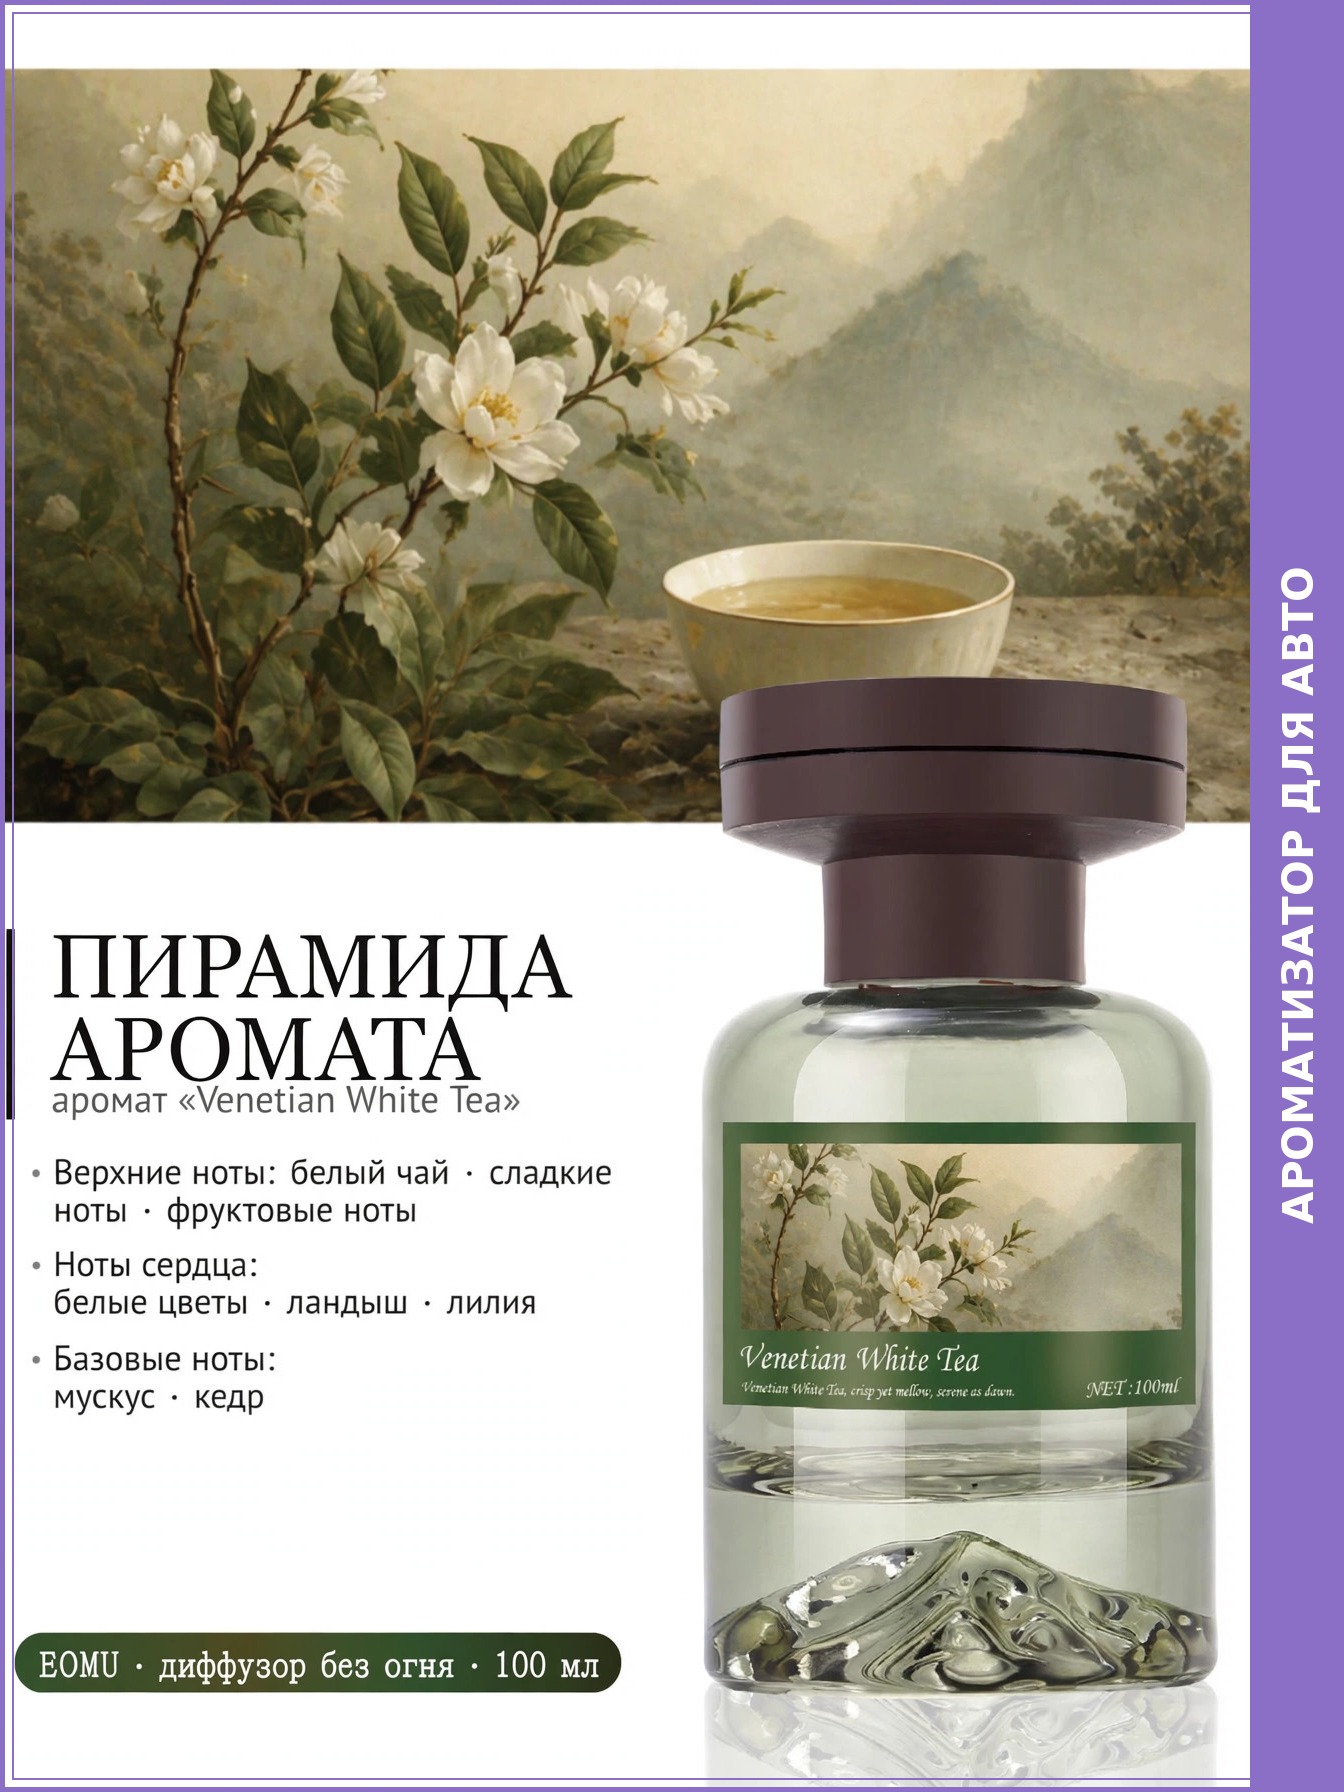 ПИРАМИДА
АРОМАТА
аромат «Venetian White Tea»
• Верхние ноты: белый чай · сладкие
ноты · фруктовые ноты
• Ноты сердца:
белые цветы · ландыш · лилия
• Базовые ноты:
мускус · кедр
EOMU · диффузор без огня · 100 мл
Venetian White Tea
Venetian White Tea, crisp yet mellow, serene as dawn.
NET:100ml
АРОМАТИЗАТОР ДЛЯ АВТО